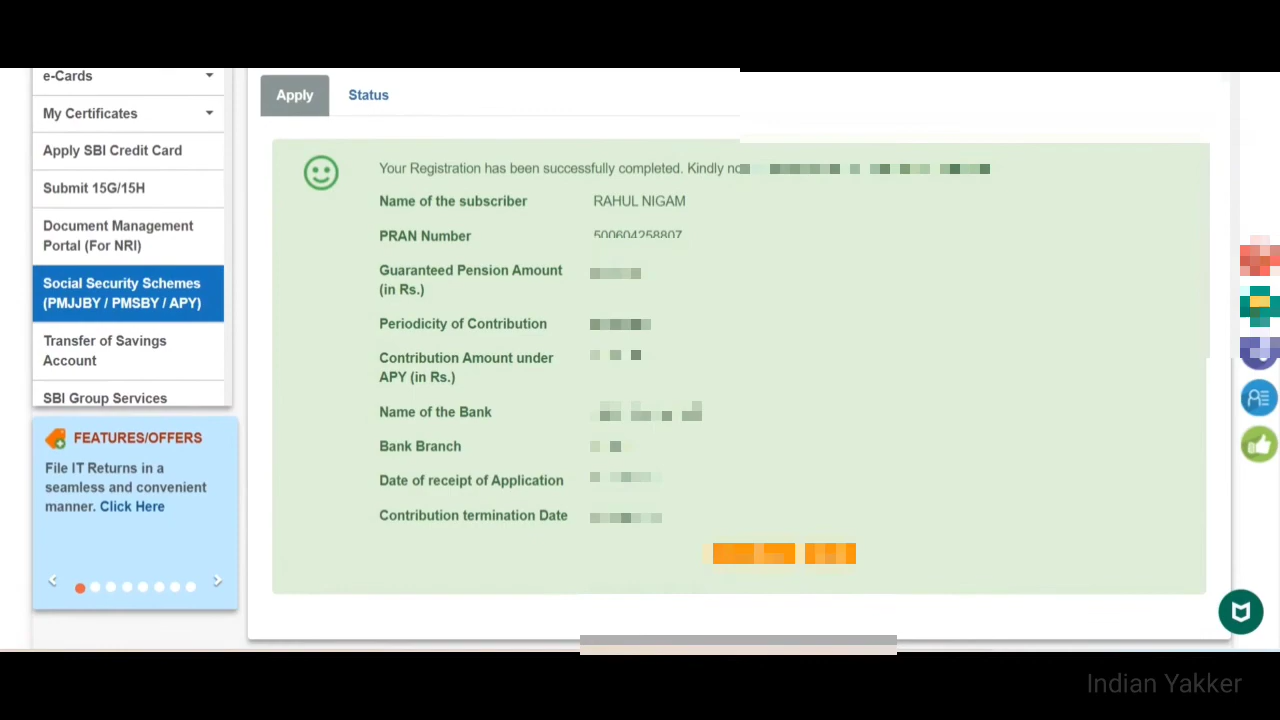 e-Cards
My Certificates
Apply SBI Credit Card
Submit 15G/15H
Document Management
Portal (For NRI)
Social Security Schemes
(PMJJBY / PMSBY / APY)
Transfer of Savings
Account
SBI Group Services
FEATURES/OFFERS
File IT Returns in a
seamless and convenient
manner. Click Here
Apply Status
Your Registration has been successfully completed. Kindly
Name of the subscriber RAHUL NIGAM
PRAN Number
Guaranteed Pension Amount
(in Rs.)
Periodicity of Contribution
Contribution Amount under
APY (in Rs.)
Name of the Bank
Bank Branch
Date of receipt of Application
Contribution termination Date
Indian Yakker